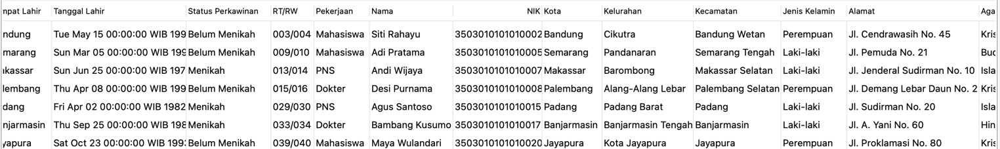 mpat Lahir Tanggal Lahir Status Perkawinan RT/RW Pekerjaan Nama NIK Kota Kelurahan Kecamatan Jenis Kelamin Alamat Aga
ndung Tue May 15 00:00:00 WIB 199 Belum Menikah 003/004 Mahasiswa Siti Rahayu 3503010101010002 Bandung Cikutra Bandung Wetan Perempuan Jl. Cendrawasih No. 45 Kris
marang Sun Mar 05 00:00:00 WIB 199 Belum Menikah 009/010 Mahasiswa Adi Pratama 3503010101010005 Semarang Pandanaran Semarang Tengah Laki-laki Jl. Pemuda No. 21 Bud
akassar Sun Jun 25 00:00:00 WIB 197 Menikah 013/014 PNS Andi Wijaya 3503010101010007 Makassar Barombong Makassar Selatan Laki-laki Jl. Jenderal Sudirman No. 10 Isla
lembang Thu Apr 08 00:00:00 WIB 199 Belum Menikah 015/016 Dokter Desi Purnama 3503010101010008 Palembang Alang-Alang Lebar Palembang Selatan Perempuan Jl. Demang Lebar Daun No. 2 Kris
dang Fri Apr 02 00:00:00 WIB 1982 Menikah 029/030 PNS Agus Santoso 3503010101010015 Padang Padang Barat Padang Laki-laki Jl. Sudirman No. 20 Isla
njarmasin Thu Sep 25 00:00:00 WIB 198 Menikah 033/034 Dokter Bambang Kusumo 3503010101010017 Banjarmasin Banjarmasin Tengah Banjarmasin Laki-laki Jl. A. Yani No. 60 Hin
yapura Sat Oct 23 00:00:00 WIB 199 Belum Menikah 039/040 Mahasiswa Maya Wulandari 3503010101010020 Jayapura Kota Jayapura Jayapura Perempuan Jl. Proklamasi No. 80 Kris